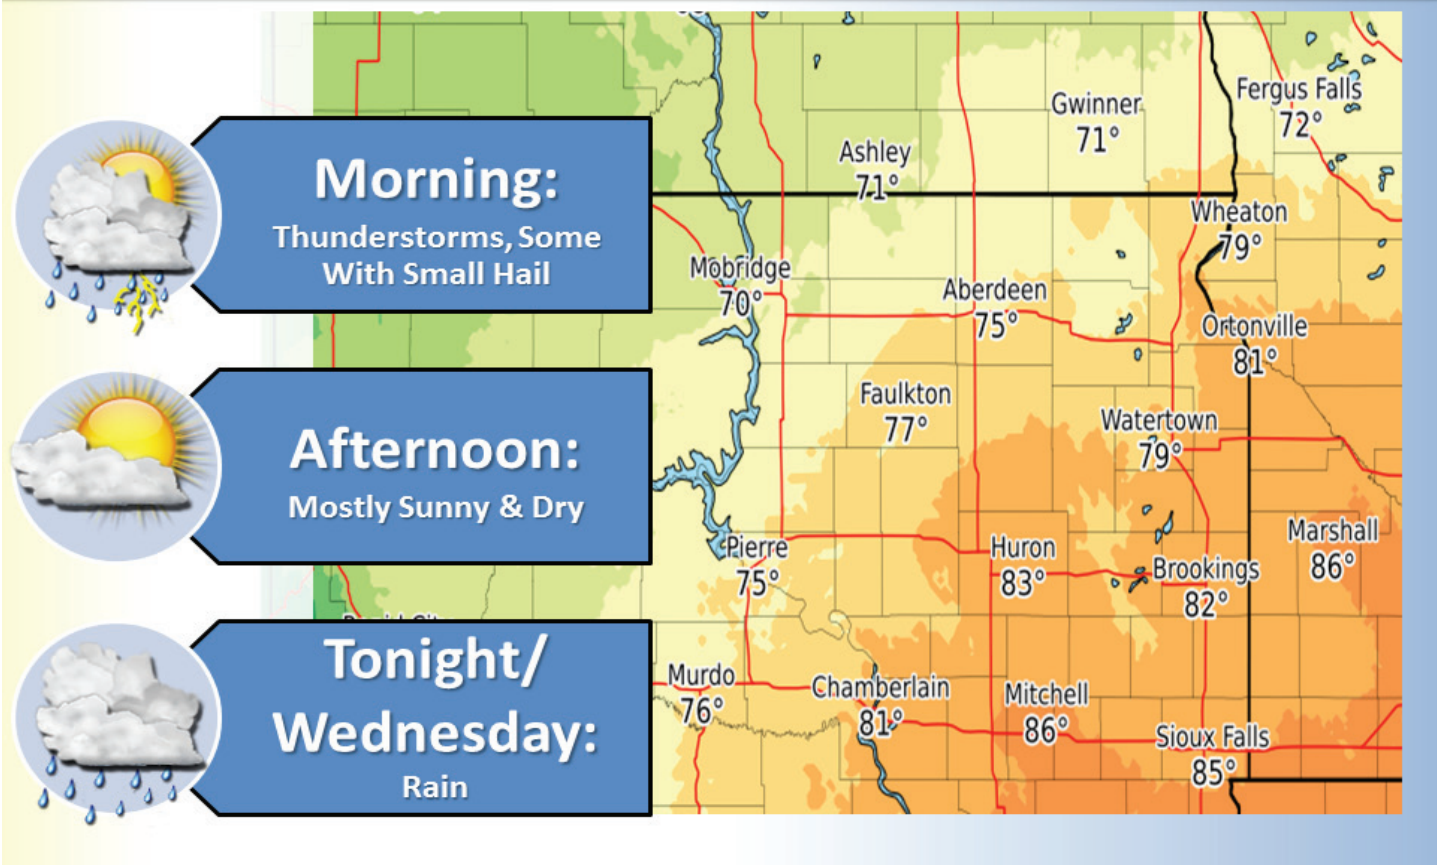 Morning:
Thunderstorms, Some
With Small Hail
Afternoon:
Mostly Sunny & Dry
Tonight/
Wednesday:
Rain
Gwinner
71°
Fergus Falls
72°
Ashley
71°
Wheaton
79°
Mobridge
70°
Aberdeen
75°
Ortonville
81°
Faulkton
77°
Watertown
79°
Marshall
86°
Pierre
75°
Huron
83°
Brookings
82°
Murdo
76°
Chamberlain
81°
Mitchell
86°
Sioux Falls
85°